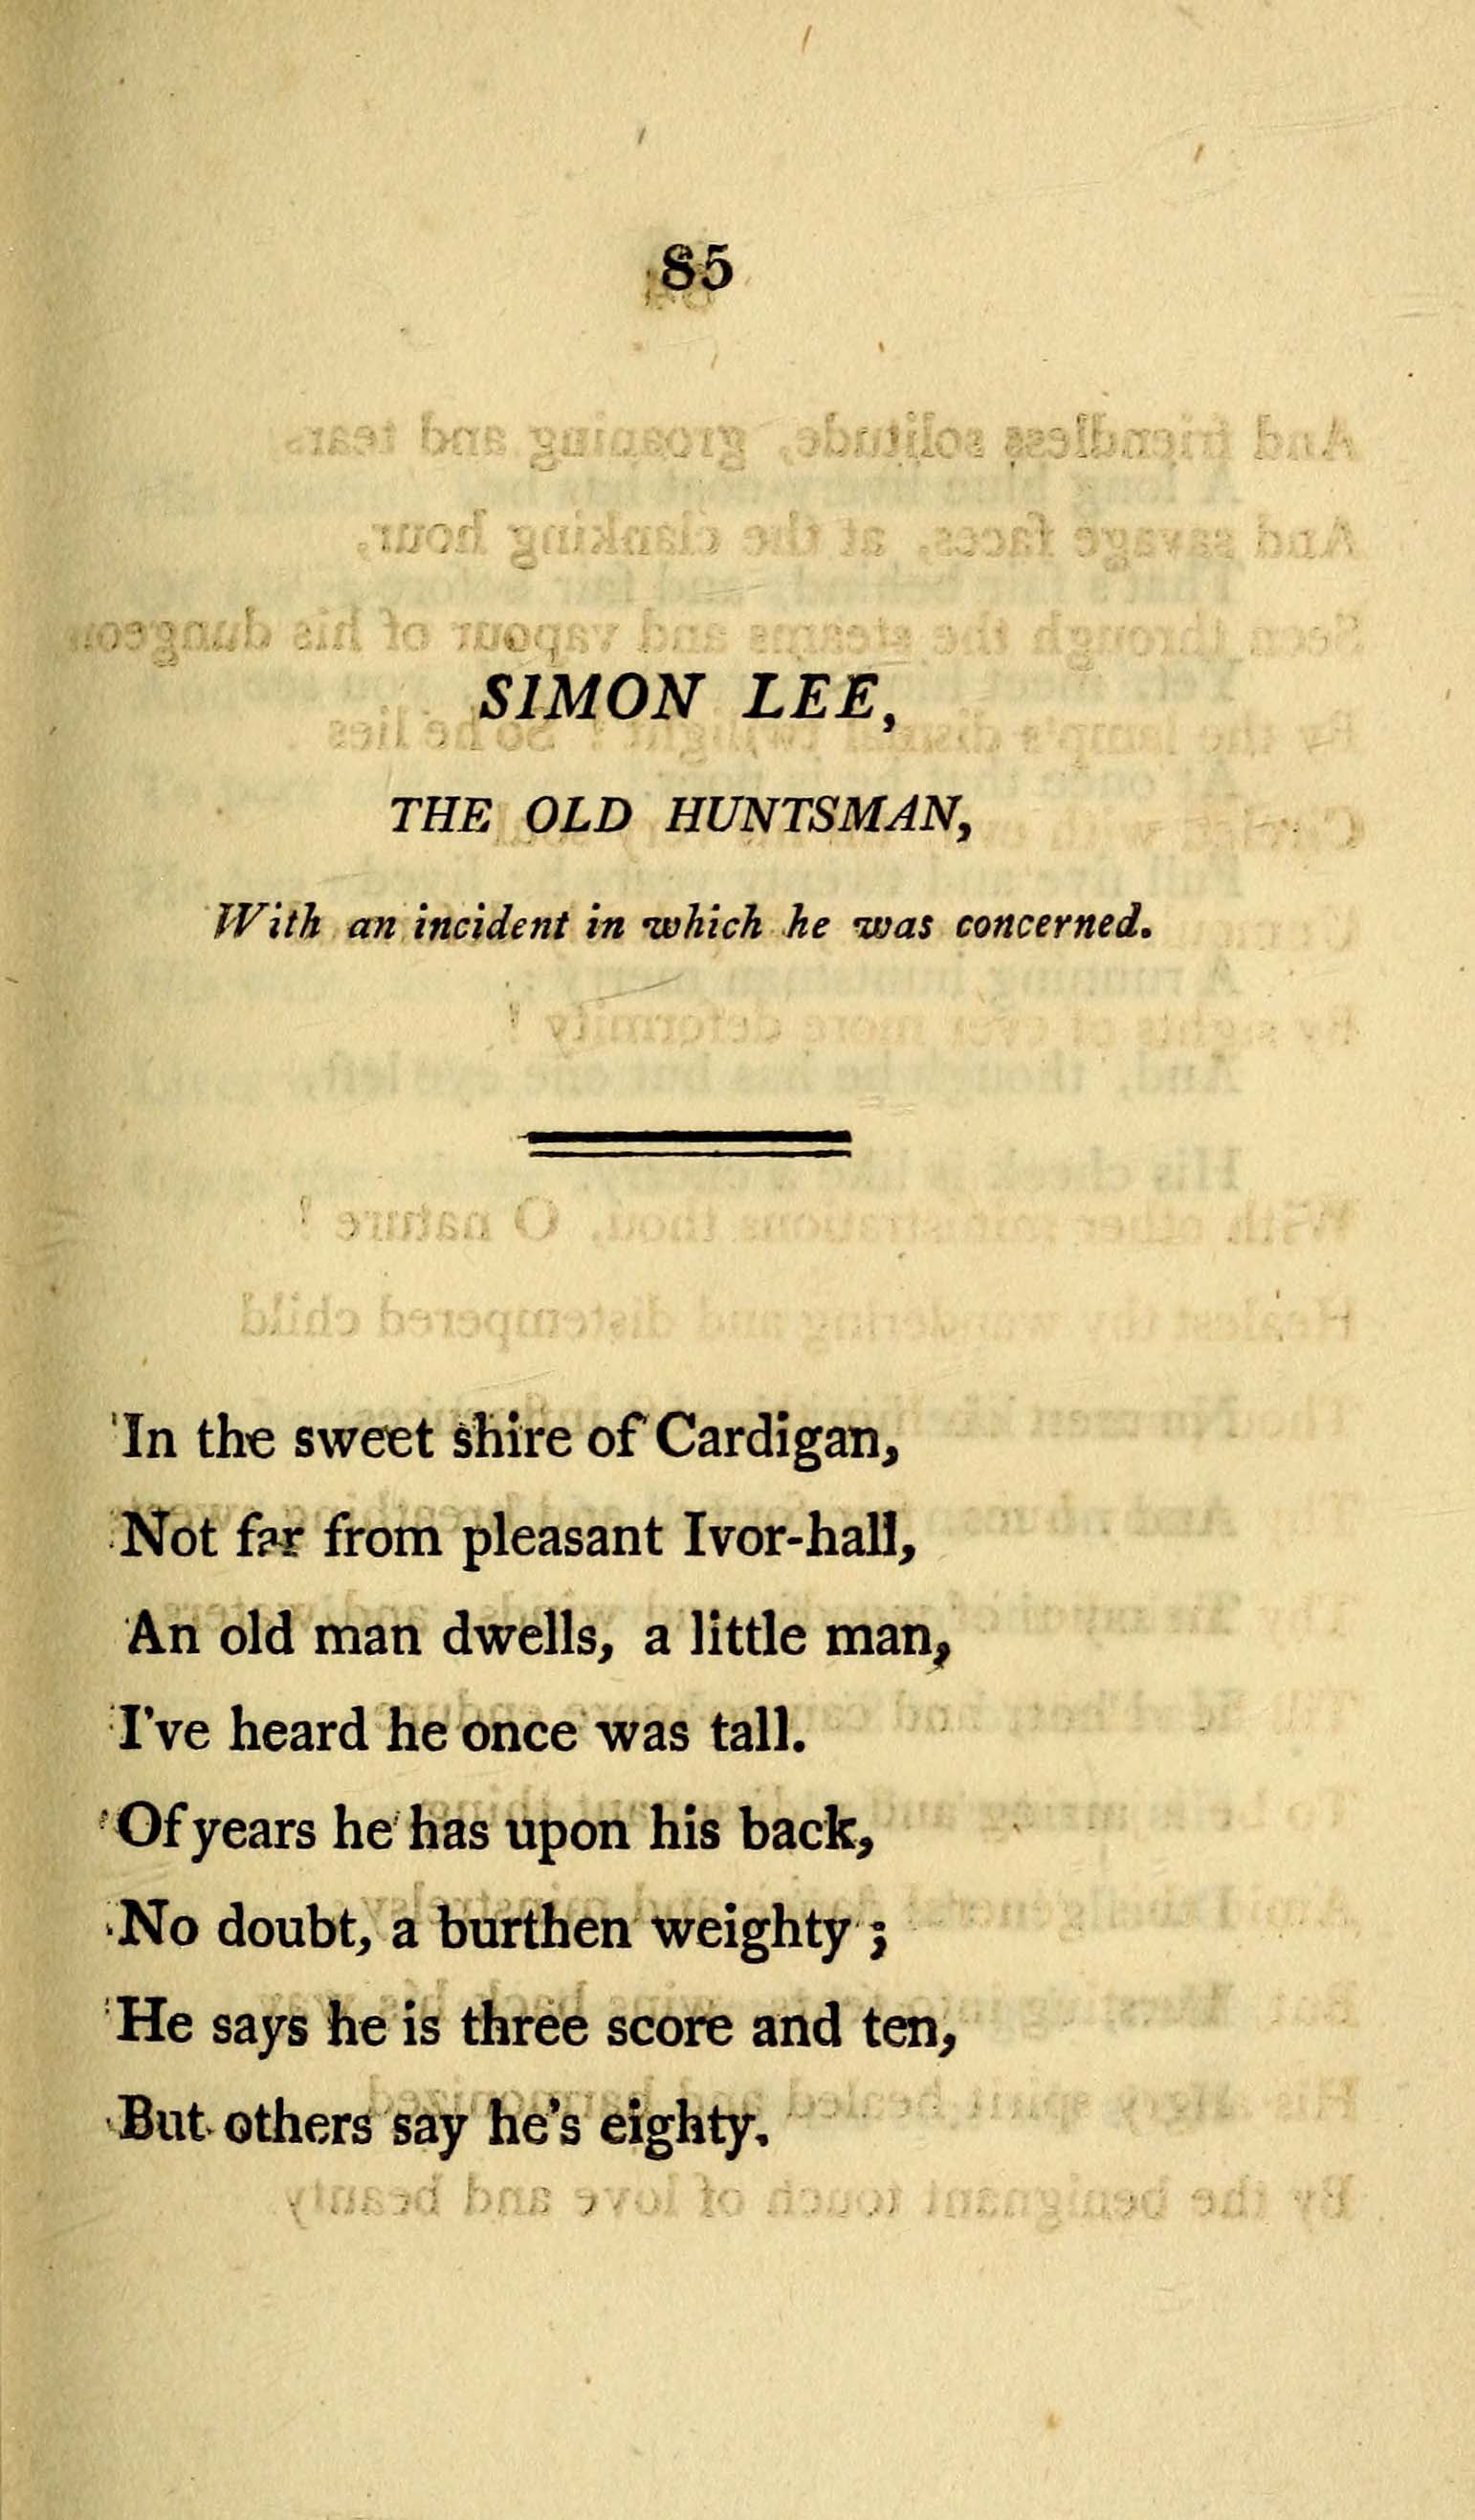 85
SIMON LEE,
THE OLD HUNTSMAN,
With an incident in which he was concerned.
In the sweet shire of Cardigan,
Not far from pleasant Ivor-hall,
An old man dwells, a little man,
I've heard he once was tall.
Of years he has upon his back,
No doubt, a burthen weighty ;
He says he is three score and ten,
But others say he's eighty.